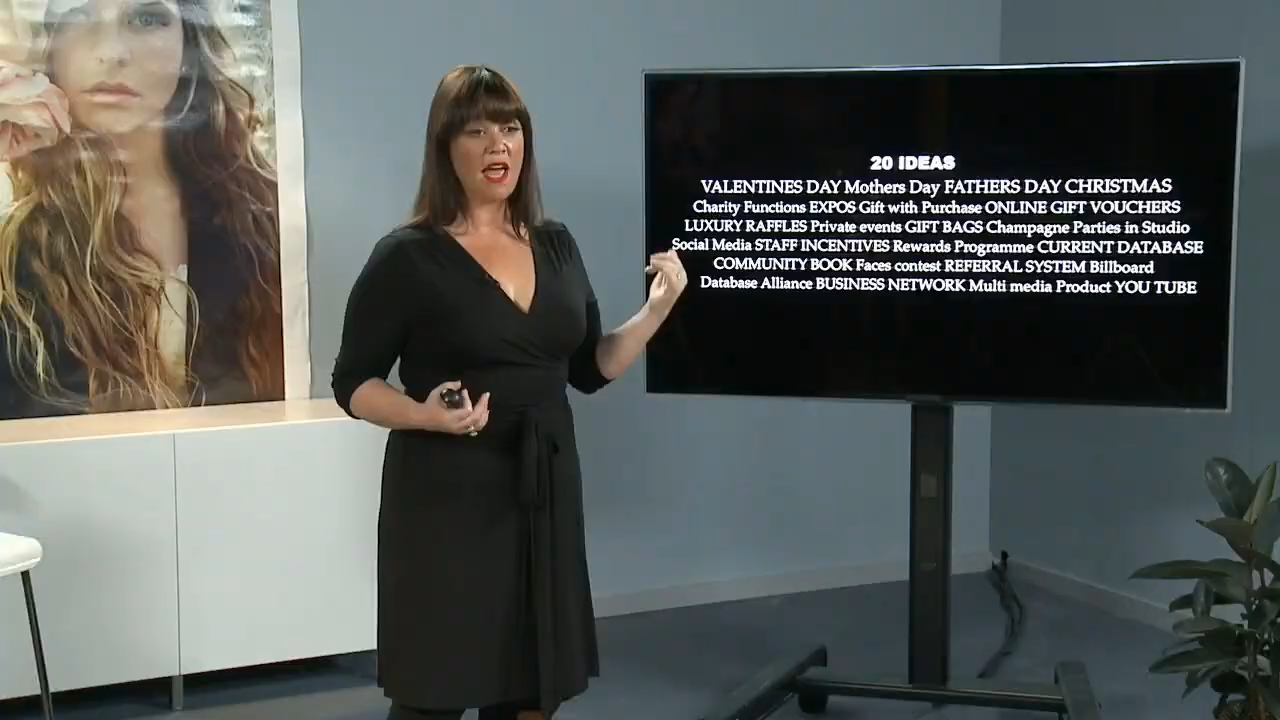 20 IDEAS
VALENTINES DAY Mothers Day FATHERS DAY CHRISTMAS
Charity Functions EXPOS Gift with Purchase ONLINE GIFT VOUCHERS
LUXURY RAFFLES Private events GIFT BAGS Champagne Parties in Studio
Social Media STAFF INCENTIVES Rewards Programme CURRENT DATABASE
COMMUNITY BOOK Faces contest REFERRAL SYSTEM Billboard
Database Alliance BUSINESS NETWORK Multi media Product YOU TUBE